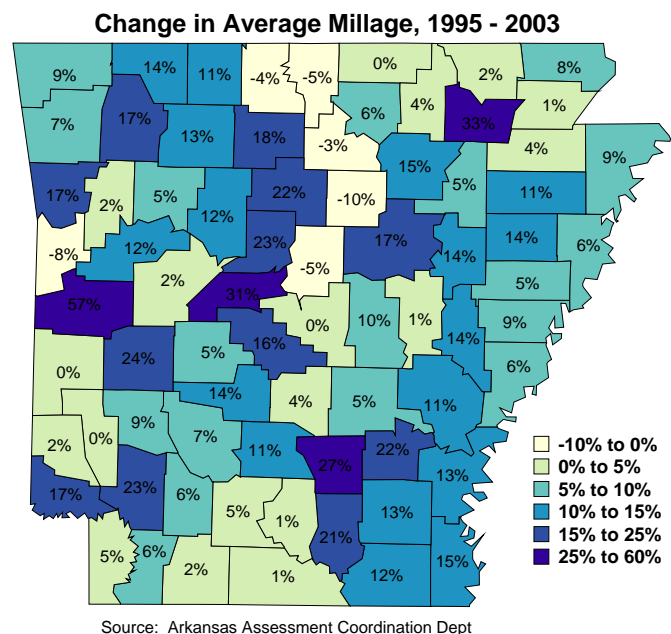 Change in Average Millage, 1995 - 2003
9% 14% 11% -4% -5% 0% 2% 8%
7% 17% 13% 18% -3% 6% 4% 33% 1%
17% 2% 5% 12% 22% -10% 15% 5% 4% 9%
11%
-8% 12% 23% -5% 17% 14% 14% 6%
57% 2% 31% 0% 10% 1% 14% 5%
9%
0% 24% 5% 16% 6%
14% 4% 5% 11%
2% 0% 9% 7% 11% 27% 22% 13%
17% 23% 6% 5% 1% 21% 13%
5% 6% 2% 1% 12% 15%
-10% to 0%
0% to 5%
5% to 10%
10% to 15%
15% to 25%
25% to 60%
Source: Arkansas Assessment Coordination Dept